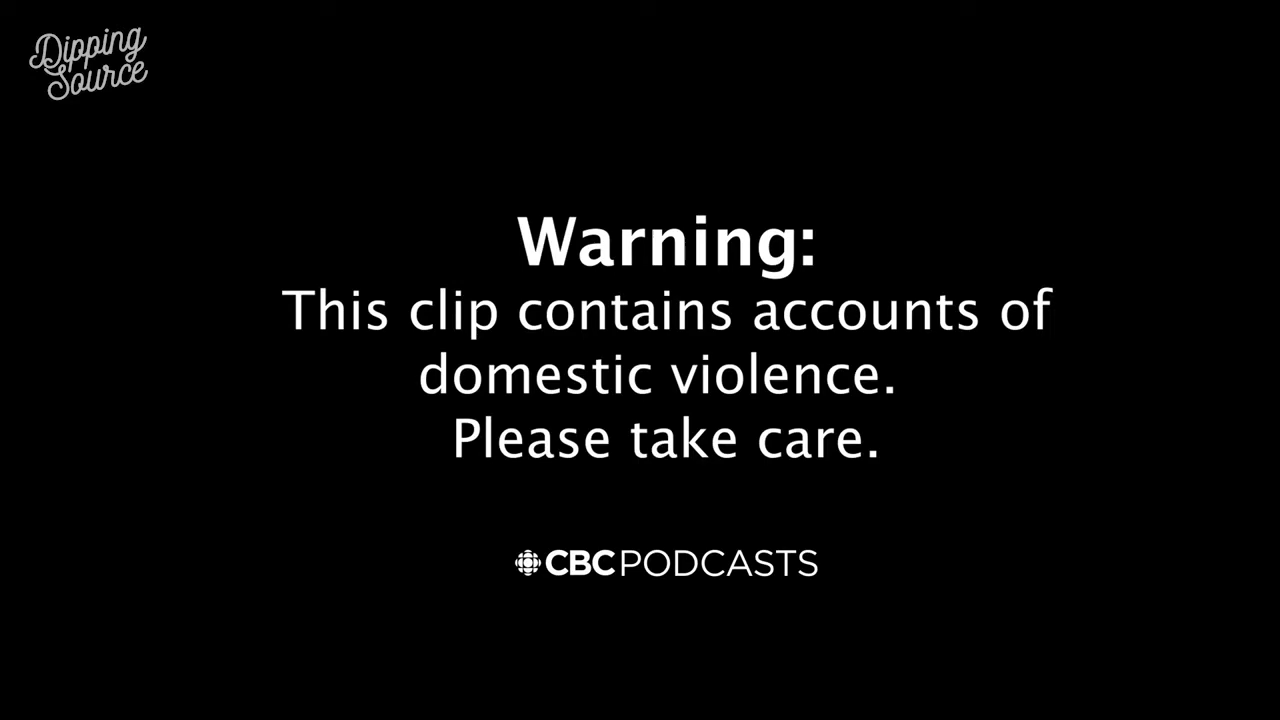 Dipping
Source
Warning:
This clip contains accounts of
domestic violence.
Please take care.
CBC PODCASTS